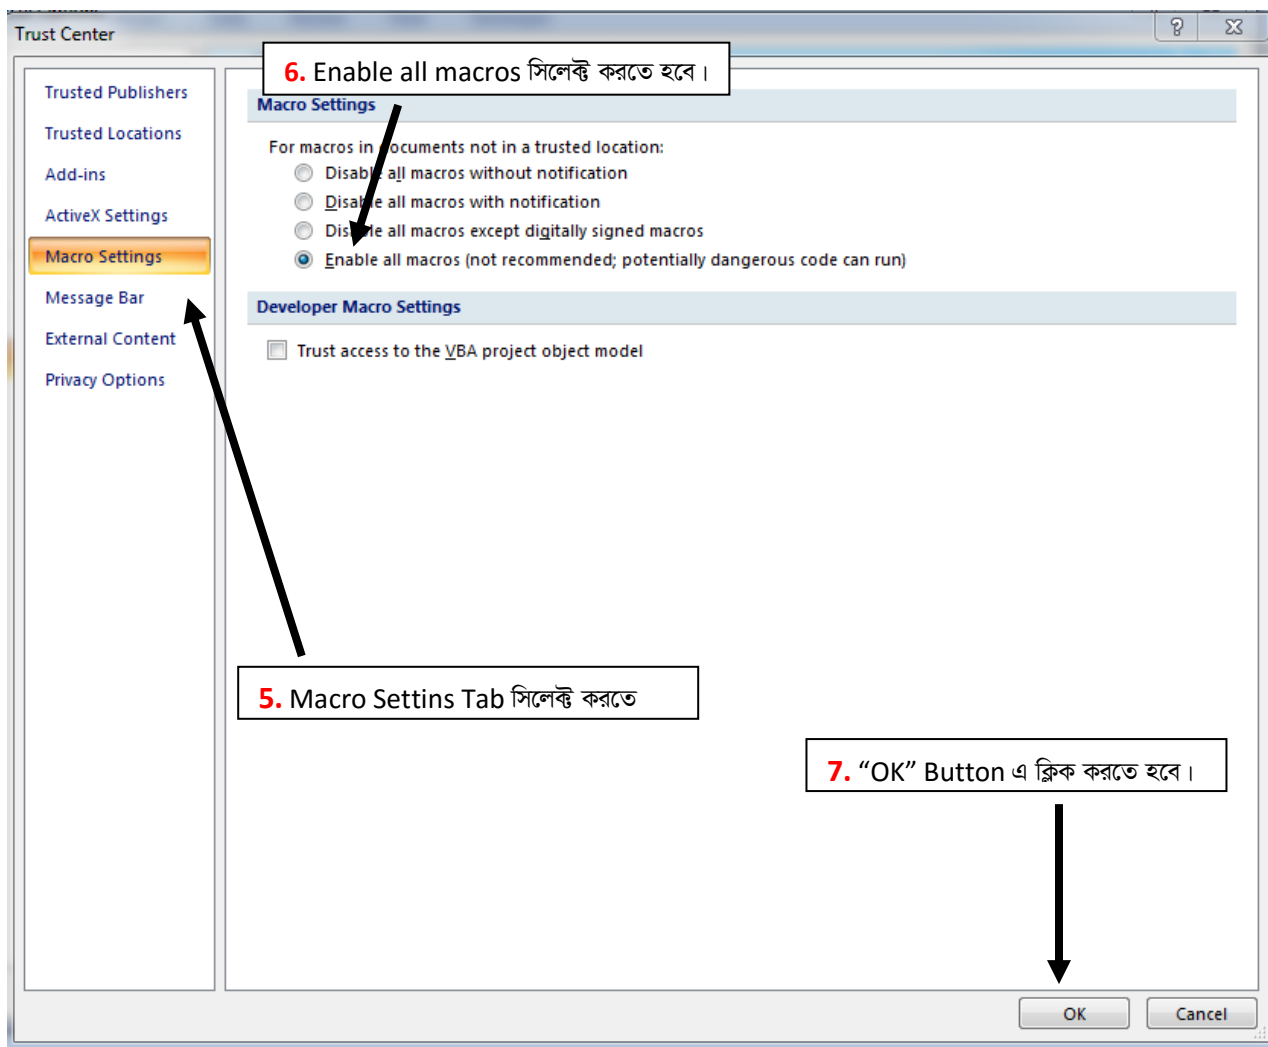 Trust Center
6. Enable all macros সিলেক্ট করতে হবে।
Trusted Publishers
Trusted Locations
Add-ins
ActiveX Settings
Macro Settings
Message Bar
External Content
Privacy Options
Macro Settings
For macros in documents not in a trusted location:
Disable all macros without notification
Disable all macros with notification
Disable all macros except digitally signed macros
Enable all macros (not recommended; potentially dangerous code can run)
Developer Macro Settings
Trust access to the VBA project object model
5. Macro Settins Tab সিলেক্ট করতে
7. “OK” Button এ ক্লিক করতে হবে।
OK
Cancel